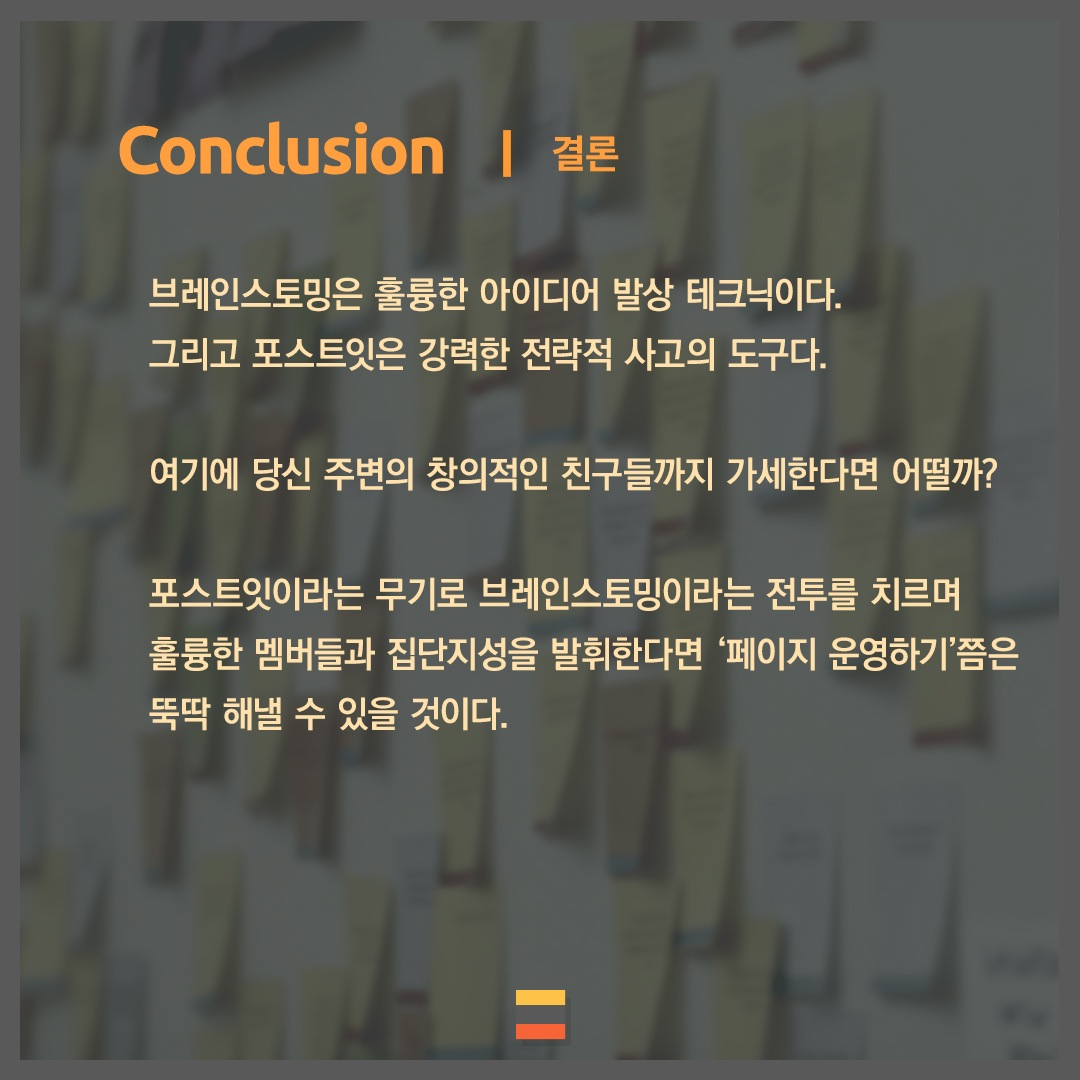 Conclusion | 결론
브레인스토밍은 훌륭한 아이디어 발상 테크닉이다.
그리고 포스트잇은 강력한 전략적 사고의 도구다.
여기에 당신 주변의 창의적인 친구들까지 가세한다면 어떨까?
포스트잇이라는 무기로 브레인스토밍이라는 전투를 치르며
훌륭한 멤버들과 집단지성을 발휘한다면 ‘페이지 운영하기’쯤은
뚝딱 해낼 수 있을 것이다.